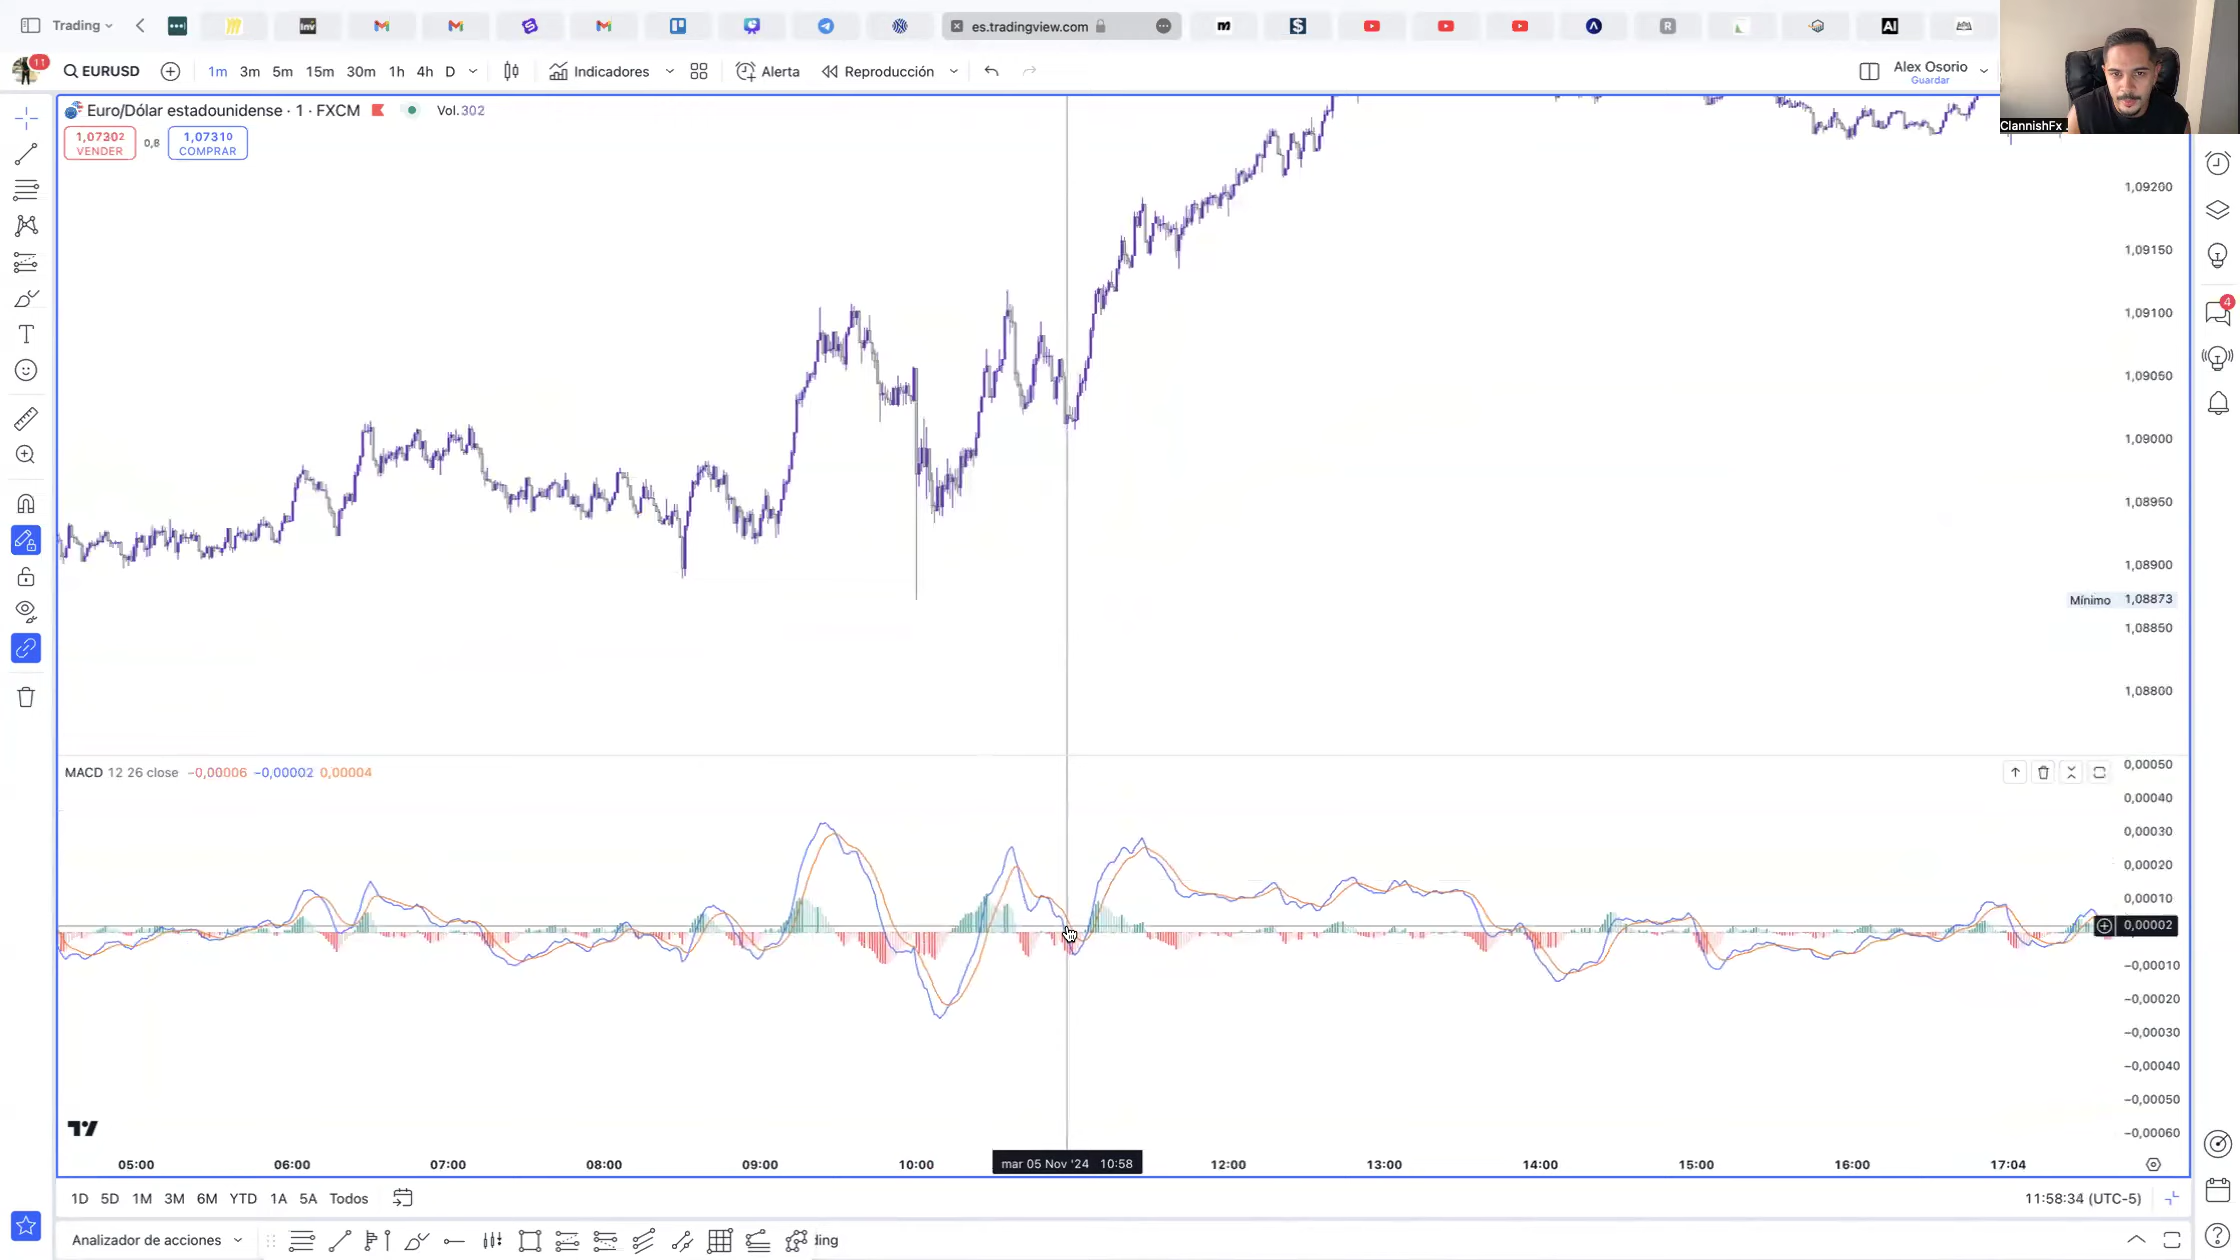 Trading
inv
es.tradingview.com
m
S
R
AI
11
EURUSD
1m 3m 5m 15m 30m 1h 4h D
Indicadores
Alerta
Reproducción
Alex Osorio
Guardar
ClannishFx
Euro/Dólar estadounidense · 1 · FXCM
Vol.302
1,07302
VENDER
0,8
1,07310
COMPRAR
1,09200
1,09150
1,09100
1,09050
1,09000
1,08950
1,08900
Mínimo 1,08873
1,08850
1,08800
4
MACD 12 26 close −0,00006 −0,00002 0,00004
0,00050
0,00040
0,00030
0,00020
0,00010
0,00002
−0,00010
−0,00020
−0,00030
−0,00040
−0,00050
−0,00060
05:00 06:00 07:00 08:00 09:00 10:00 mar 05 Nov '24 10:58 12:00 13:00 14:00 15:00 16:00 17:04
1D 5D 1M 3M 6M YTD 1A 5A Todos
11:58:34 (UTC-5)
Analizador de acciones
ding